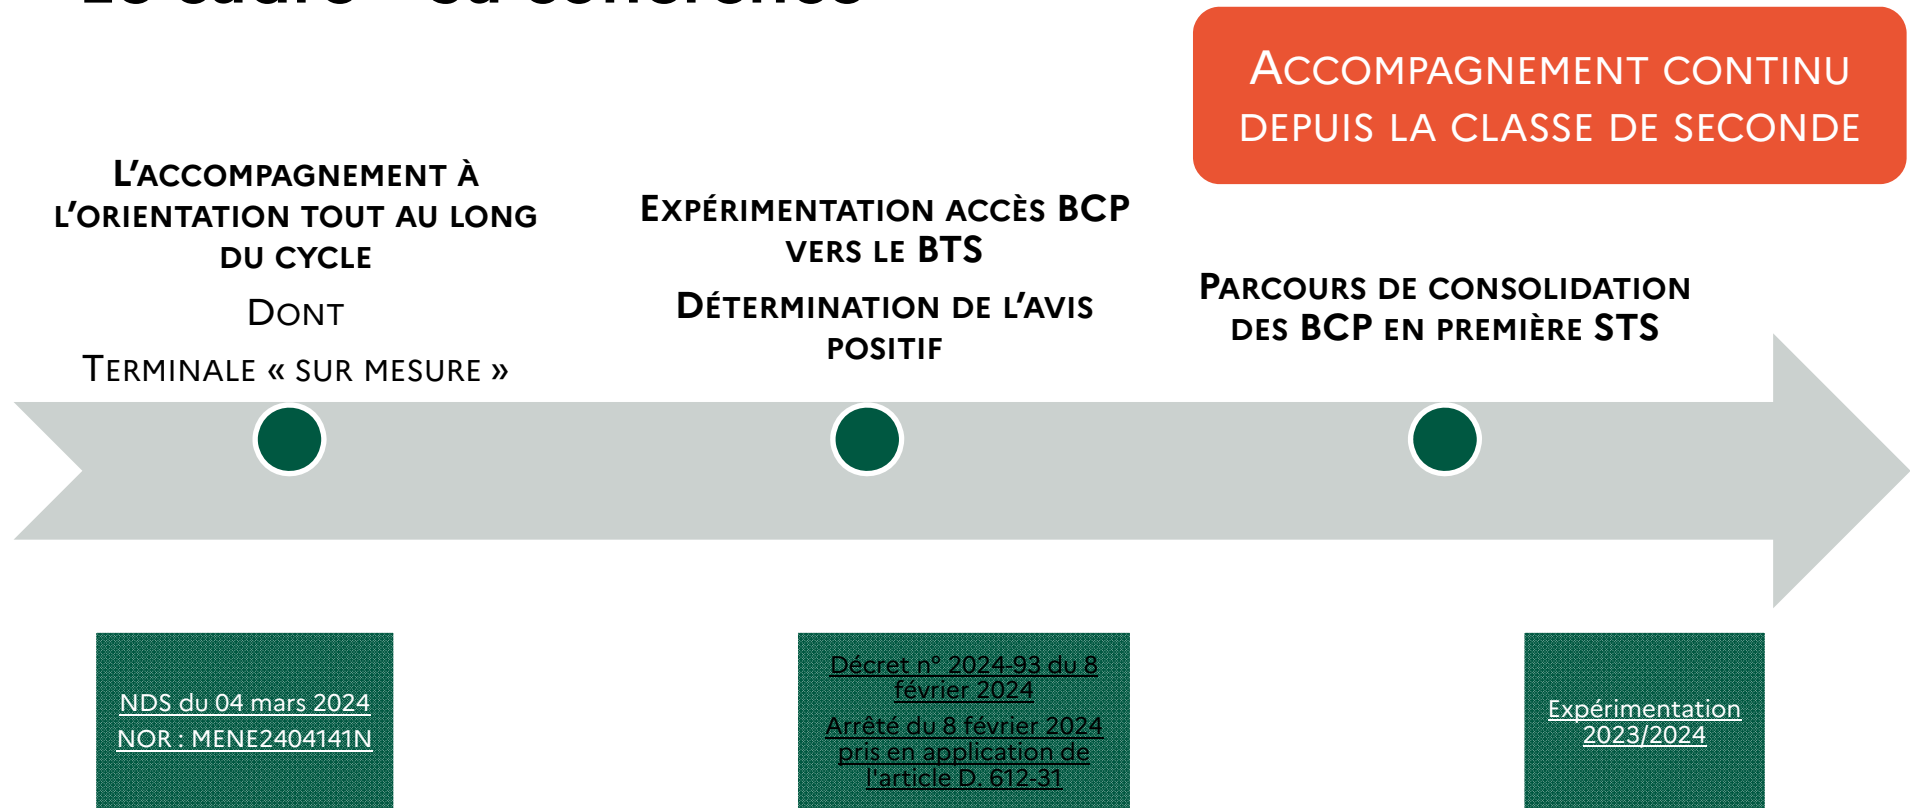 ACCOMPAGNEMENT CONTINU
DEPUIS LA CLASSE DE SECONDE
L’ACCOMPAGNEMENT À
L’ORIENTATION TOUT AU LONG
DU CYCLE
DONT
TERMINALE « SUR MESURE »
EXPÉRIMENTATION ACCÈS BCP
VERS LE BTS
DÉTERMINATION DE L’AVIS
POSITIF
PARCOURS DE CONSOLIDATION
DES BCP EN PREMIÈRE STS
NDS du 04 mars 2024
NOR : MENE2404141N
Décret n° 2024-93 du 8
février 2024
Arrêté du 8 février 2024
pris en application de
l'article D. 612-31
Expérimentation
2023/2024